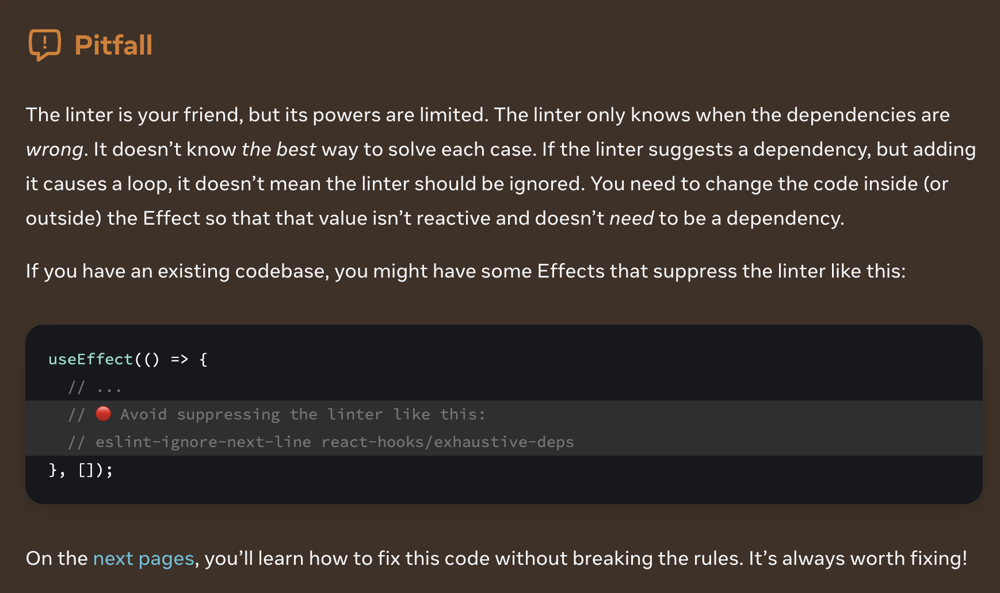 Pitfall
The linter is your friend, but its powers are limited. The linter only knows when the dependencies are
wrong. It doesn’t know the best way to solve each case. If the linter suggests a dependency, but adding
it causes a loop, it doesn’t mean the linter should be ignored. You need to change the code inside (or
outside) the Effect so that that value isn’t reactive and doesn’t need to be a dependency.
If you have an existing codebase, you might have some Effects that suppress the linter like this:
useEffect(() => {
  // ...
  // 🔴 Avoid suppressing the linter like this:
  // eslint-ignore-next-line react-hooks/exhaustive-deps
}, []);
On the next pages, you’ll learn how to fix this code without breaking the rules. It’s always worth fixing!